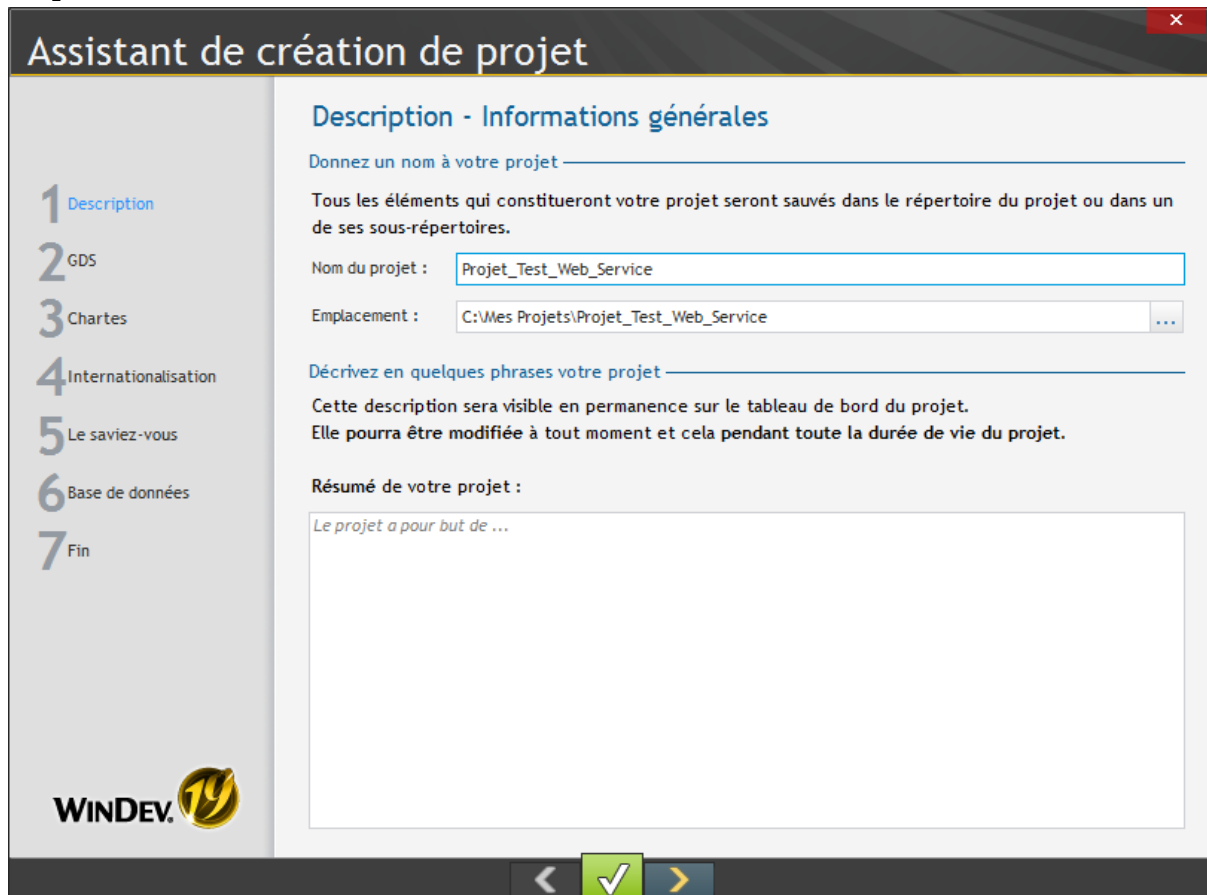 Assistant de création de projet
Description - Informations générales
Donnez un nom à votre projet
Tous les éléments qui constitueront votre projet seront sauvés dans le répertoire du projet ou dans un
de ses sous-répertoires.
Nom du projet :
Projet_Test_Web_Service
Emplacement :
C:\Mes Projets\Projet_Test_Web_Service
...
Décrivez en quelques phrases votre projet
Cette description sera visible en permanence sur le tableau de bord du projet.
Elle pourra être modifiée à tout moment et cela pendant toute la durée de vie du projet.
Résumé de votre projet :
Le projet a pour but de ...
1 Description
2 GDS
3 Chartes
4 Internationalisation
5 Le saviez-vous
6 Base de données
7 Fin
WINDEV. 19